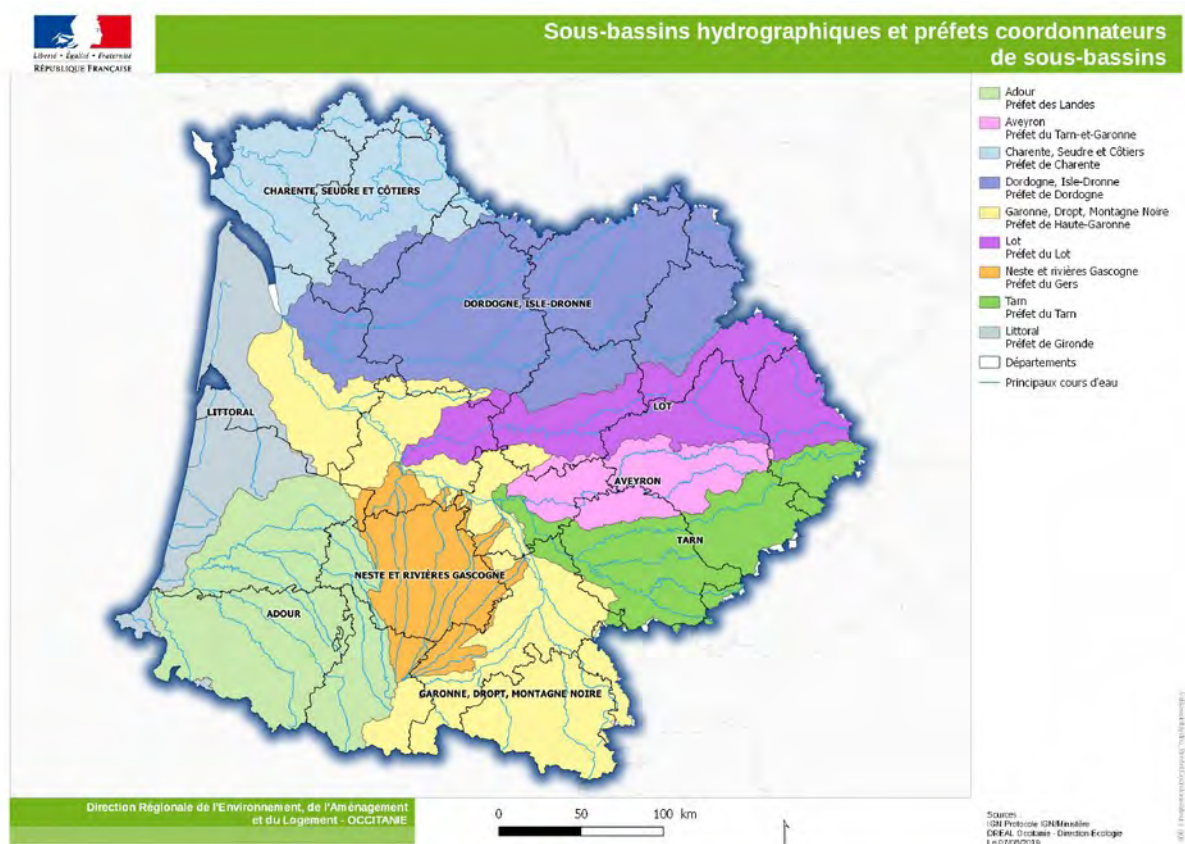 Liberté • Égalité • Fraternité
RÉPUBLIQUE FRANÇAISE
Sous-bassins hydrographiques et préfets coordonnateurs
de sous-bassins
Adour
Préfet des Landes
Aveyron
Préfet du Tarn-et-Garonne
Charente, Seudre et Côtiers
Préfet de Charente
Dordogne, Isle-Dronne
Préfet de Dordogne
Garonne, Dropt, Montagne Noire
Préfet de Haute-Garonne
Lot
Préfet du Lot
Neste et rivières Gascogne
Préfet du Gers
Tarn
Préfet du Tarn
Littoral
Préfet de Gironde
Départements
Principaux cours d'eau
CHARENTE, SEUDRE ET CÔTIERS
DORDOGNE, ISLE-DRONNE
LITTORAL
LOT
AVEYRON
TARN
NESTE ET RIVIÈRES GASCOGNE
ADOUR
GARONNE, DROPT, MONTAGNE NOIRE
Direction Régionale de l'Environnement, de l'Aménagement
et du Logement - OCCITANIE
0 50 100 km
Sources
IGN Protocole IGN/Ministère
DREAL Occitanie - Direction Ecologie